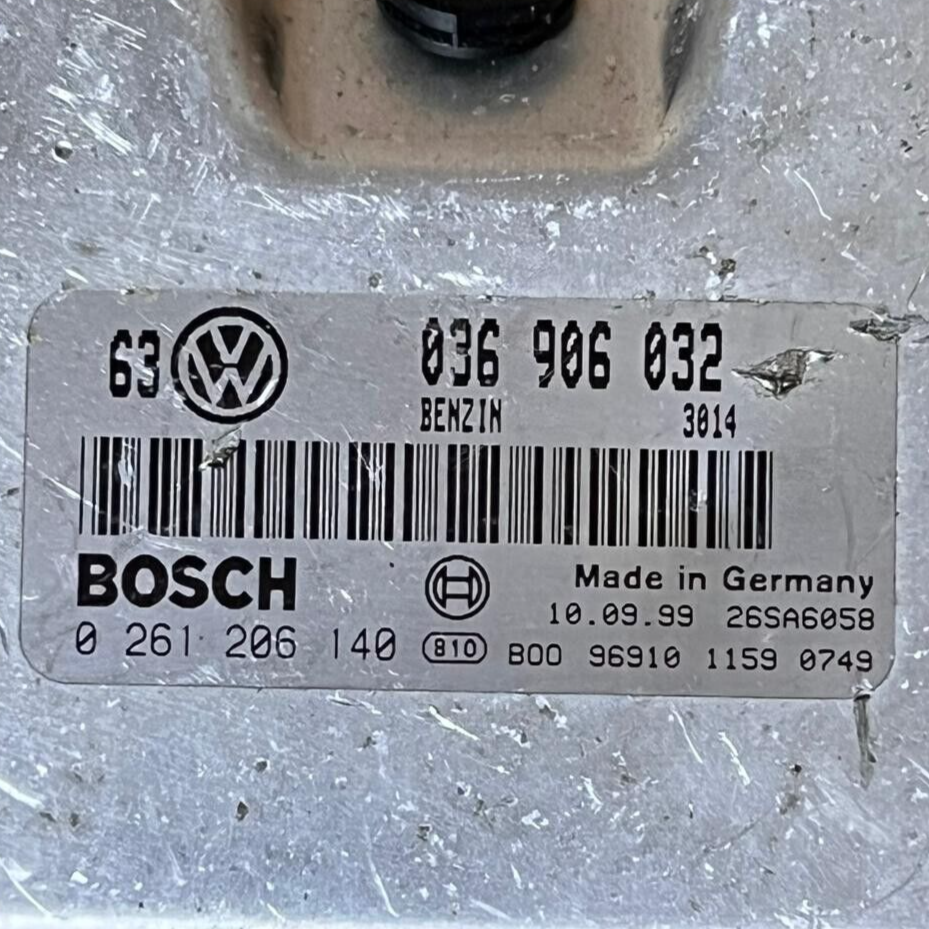 63 VW 036 906 032
BENZIN 3014
BOSCH Made in Germany
10.09.99 26SA6058
0 261 206 140 810 B00 96910 1159 0749